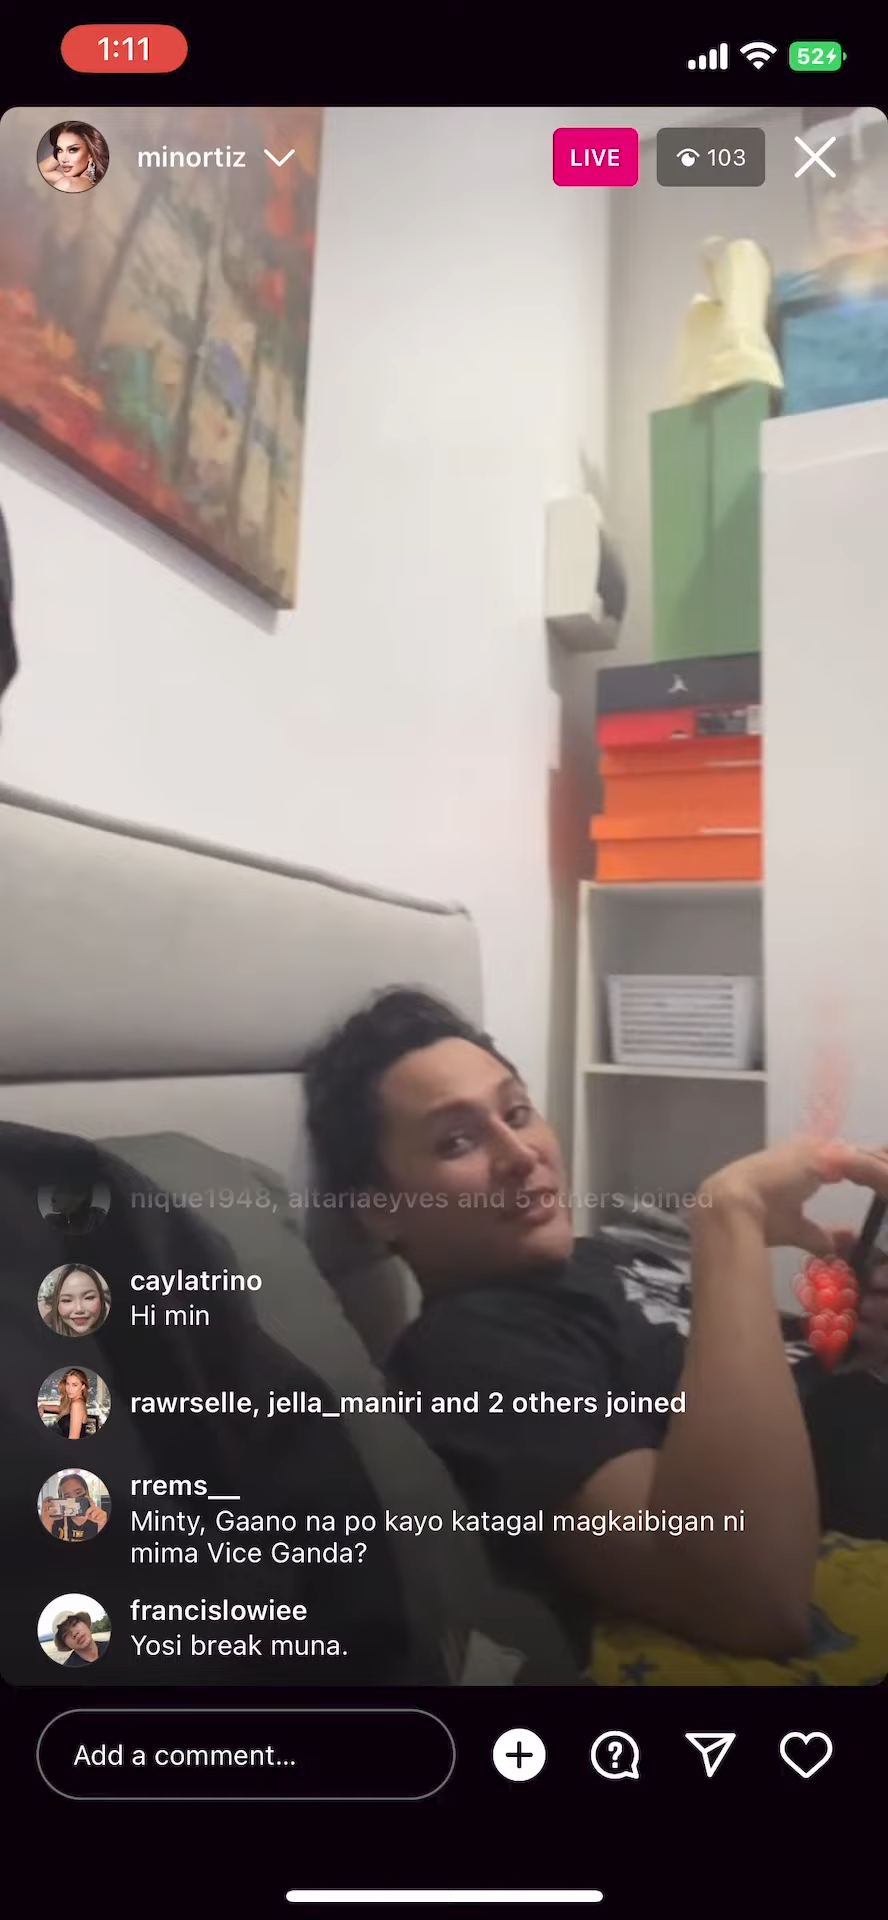 1:11
52
minortiz
LIVE
103
nique1948, altariaeyves and 5 others joined
caylatrino
Hi min
rawrselle, jella_maniri and 2 others joined
rrems__
Minty, Gaano na po kayo katagal magkaibigan ni
mima Vice Ganda?
francislowiee
Yosi break muna.
Add a comment...